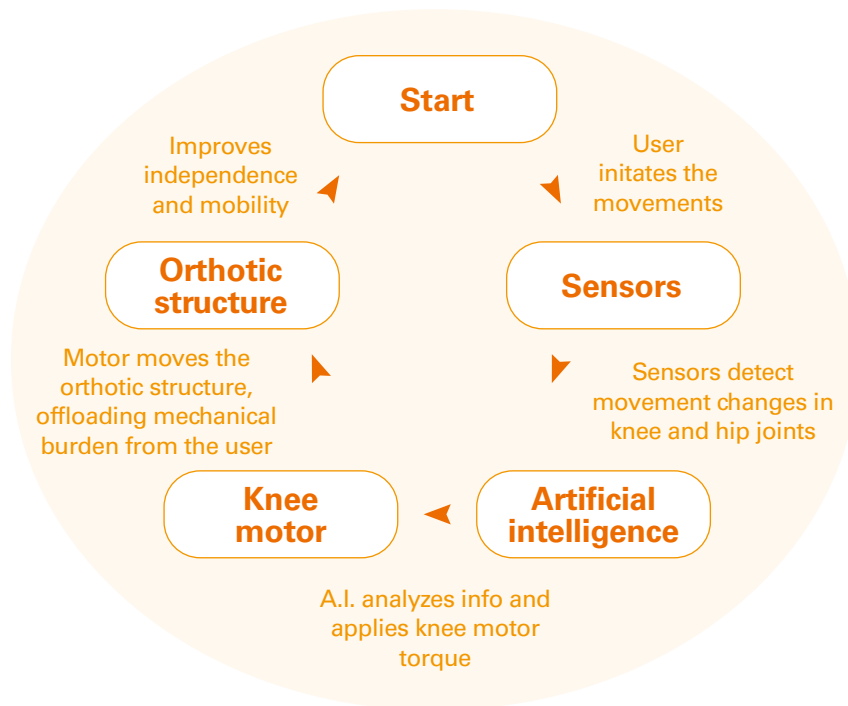 Start
User
initates the
movements
Sensors
Sensors detect
movement changes in
knee and hip joints
Artificial
intelligence
A.I. analyzes info and
applies knee motor
torque
Knee
motor
Motor moves the
orthotic structure,
offloading mechanical
burden from the user
Orthotic
structure
Improves
independence
and mobility